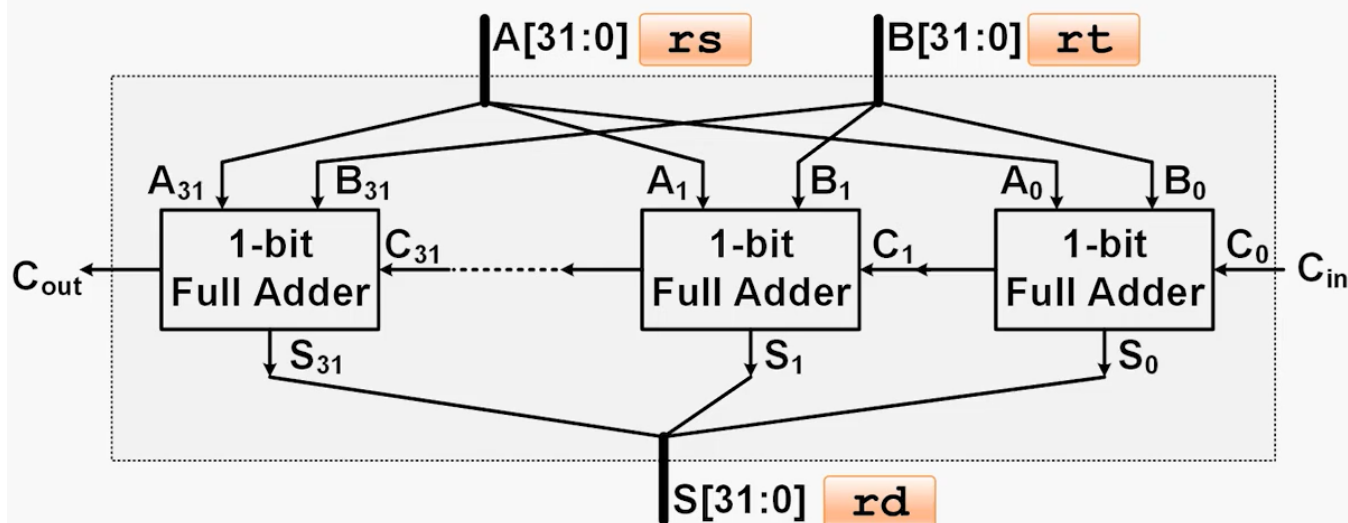 A[31:0] rs B[31:0] rt
A31 B31 A1 B1 A0 B0
1-bit Full Adder
C31
1-bit Full Adder
C1
1-bit Full Adder
C0
Cout
Cin
S31 S1 S0
S[31:0] rd